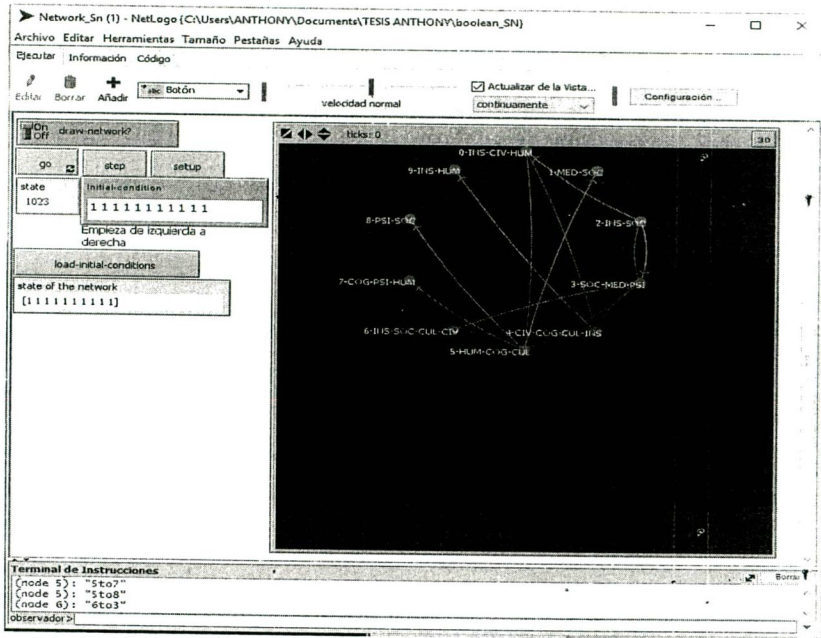 Network_Sn (1) - NetLogo {C:\Users\ANTHONY\Documents\TESIS ANTHONY\boolean_SN}
Archivo Editar Herramientas Tamaño Pestañas Ayuda
Ejecutar Información Código
Editar Borrar Añadir abc Botón
velocidad normal
Actualizar de la Vista...
continuamente
Configuración ..
On
Off draw-network?
go step setup
state
1023
Initial-condition
1 1 1 1 1 1 1 1 1 1 1
Empieza de izquierda a
derecha
load-initial-conditions
state of the network
[1 1 1 1 1 1 1 1 1 1]
ticks: 0
30
0-INS-CIV-HUM
9-INS-HUM
1-MED-SOC
8-PSI-SOC
2-INS-SOC
7-COG-PSI-HUM
3-SOC-MED-PSI
6-INS-SOC-CUL-CIV
4-CIV-COG-CUL-INS
5-HUM-COG-CUL
Terminal de Instrucciones
Borrar
(node 5): "5to7"
(node 5): "5to8"
(node 6): "6to3"
observador>